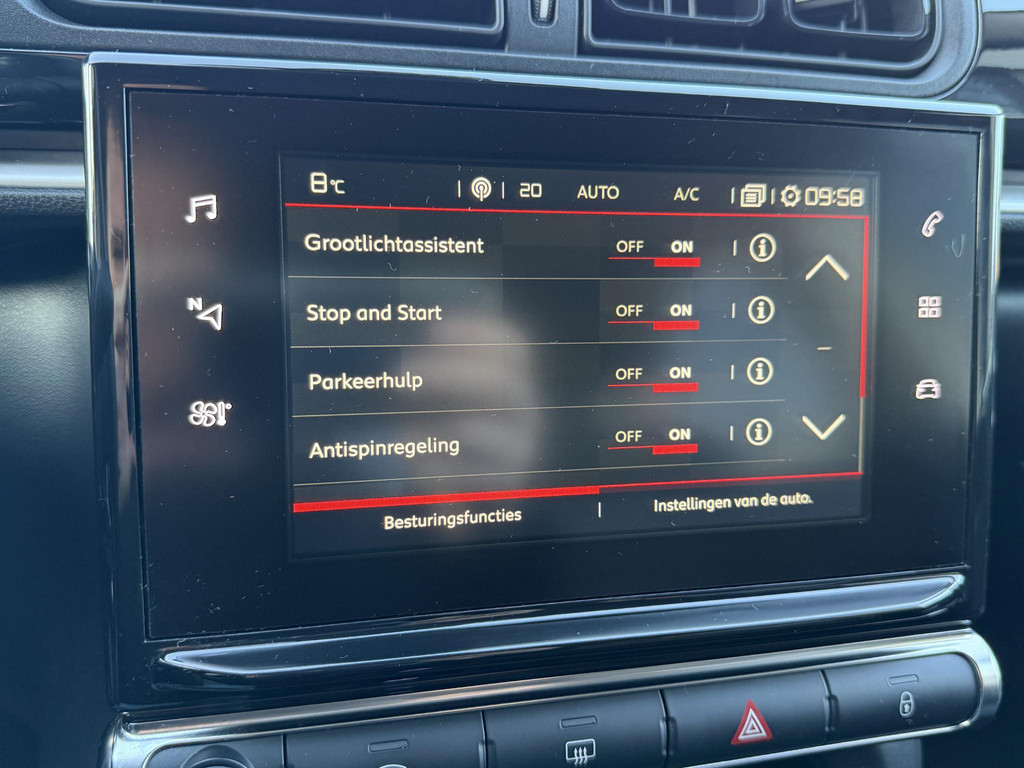 8°C 20 AUTO A/C 09:58
Grootlichtassistent OFF ON i
Stop and Start OFF ON i
Parkeerhulp OFF ON i
Antispinregeling OFF ON i
Besturingsfuncties Instellingen van de auto.
N